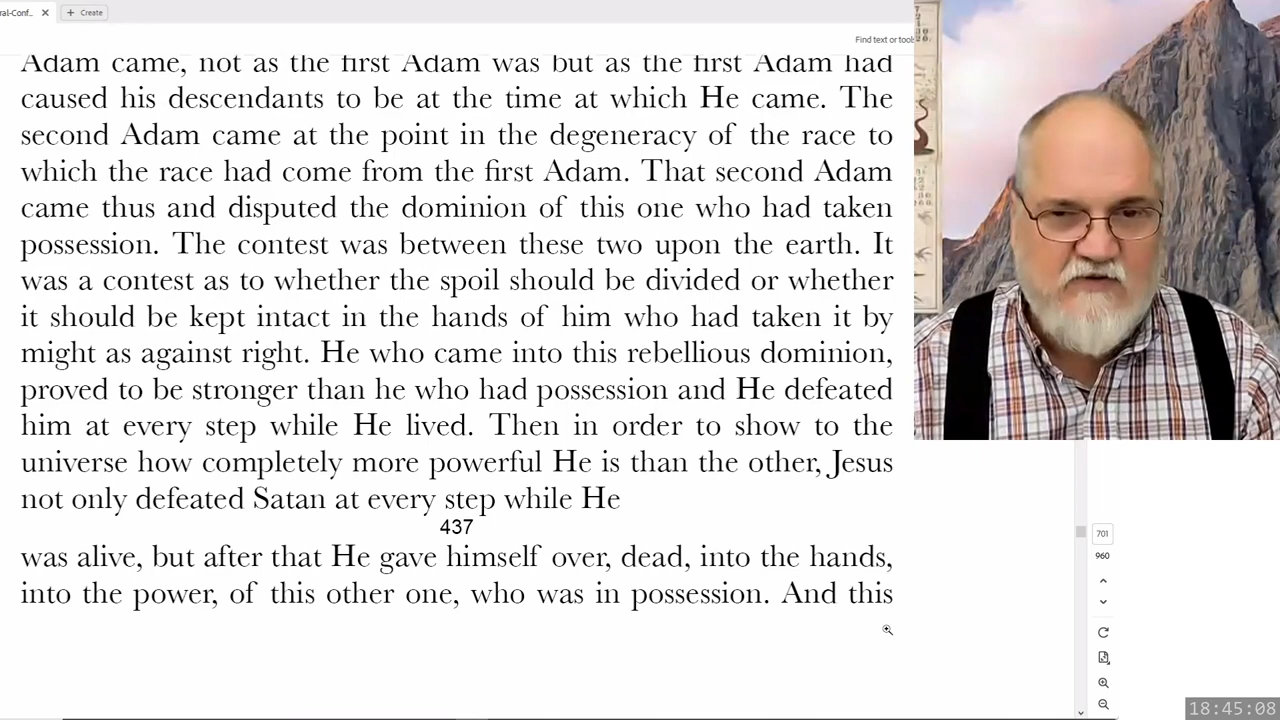 ral-Conf..
Create
Find text or tools
Adam came, not as the first Adam was but as the first Adam had
caused his descendants to be at the time at which He came. The
second Adam came at the point in the degeneracy of the race to
which the race had come from the first Adam. That second Adam
came thus and disputed the dominion of this one who had taken
possession. The contest was between these two upon the earth. It
was a contest as to whether the spoil should be divided or whether
it should be kept intact in the hands of him who had taken it by
might as against right. He who came into this rebellious dominion,
proved to be stronger than he who had possession and He defeated
him at every step while He lived. Then in order to show to the
universe how completely more powerful He is than the other, Jesus
not only defeated Satan at every step while He
437
was alive, but after that He gave himself over, dead, into the hands,
into the power, of this other one, who was in possession. And this
701
960
18:45:08